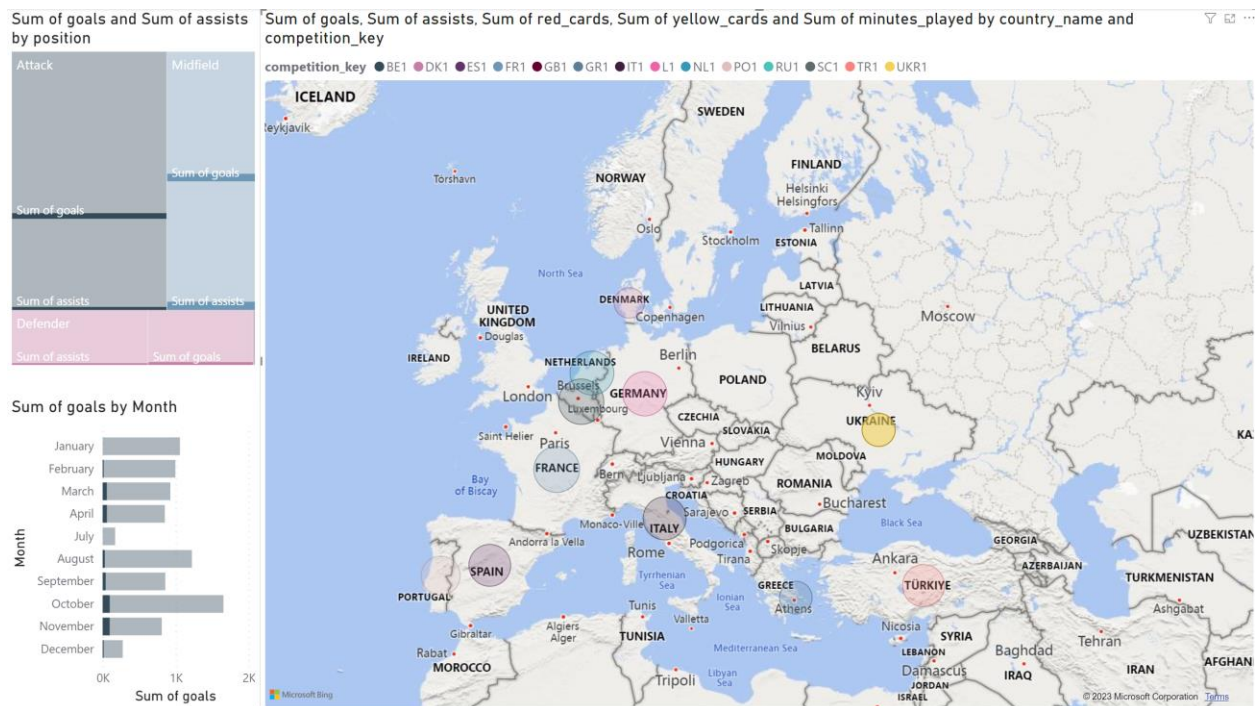 Sum of goals and Sum of assists
by position
Attack
Midfield
Sum of goals
Sum of goals
Sum of assists
Sum of assists
Defender
Sum of assists
Sum of goals
Sum of goals by Month
January
February
March
April
July
August
September
October
November
December
Month
0K
1K
2K
Sum of goals
Sum of goals, Sum of assists, Sum of red_cards, Sum of yellow_cards and Sum of minutes_played by country_name and
competition_key
competition_key BE1 DK1 ES1 FR1 GB1 GR1 IT1 L1 NL1 PO1 RU1 SC1 TR1 UKR1
ICELAND
Reykjavík
SWEDEN
FINLAND
NORWAY
Torshavn
Helsinki
Helsingfors
Oslo
Stockholm
Tallinn
ESTONIA
North Sea
LATVIA
DENMARK
Copenhagen
LITHUANIA
Vilnius
Moscow
UNITED
KINGDOM
Douglas
IRELAND
BELARUS
NETHERLANDS
Berlin
POLAND
London
Brussels
GERMANY
Luxembourg
Kyiv
UKRAINE
CZECHIA
SLOVAKIA
Saint Helier
Paris
Vienna
MOLDOVA
HUNGARY
FRANCE
Bern
Ljubljana
Zagreb
ROMANIA
Bay
of Biscay
CROATIA
Bucharest
ITALY
Sarajevo
SERBIA
Monaco-Ville
BULGARIA
Black Sea
Andorra la Vella
Rome
Podgorica
Skopje
Tirana
GEORGIA
UZBEKISTAN
AZERBAIJAN
Ankara
TÜRKIYE
TURKMENISTAN
Ashgabat
SPAIN
PORTUGAL
Tyrrhenian
Sea
GREECE
Athens
Ionian
Sea
Gibraltar
Algiers
Alger
Tunis
TUNISIA
Valletta
Nicosia
SYRIA
LEBANON
Damascus
Baghdad
Tehran
Rabat
MOROCCO
Mediterranean Sea
Libyan
Sea
Tripoli
JORDAN
ISRAEL
IRAQ
IRAN
AFGHAN
KAZ
Microsoft Bing
© 2023 Microsoft Corporation Terms